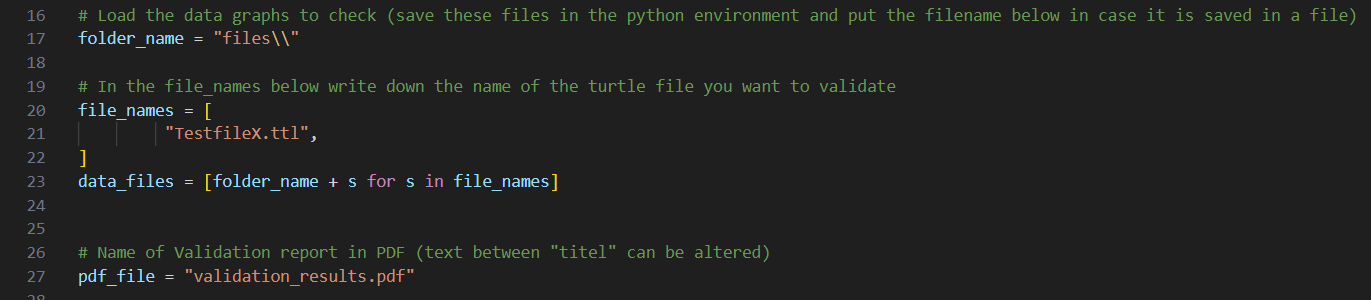 16 # Load the data graphs to check (save these files in the python environment and put the filename below in case it is saved in a file)
17 folder_name = "files\\"
18
19 # In the file_names below write down the name of the turtle file you want to validate
20 file_names = [
21 "TestfileX.ttl",
22 ]
23 data_files = [folder_name + s for s in file_names]
24
25
26 # Name of Validation report in PDF (text between "titel" can be altered)
27 pdf_file = "validation_results.pdf"
28